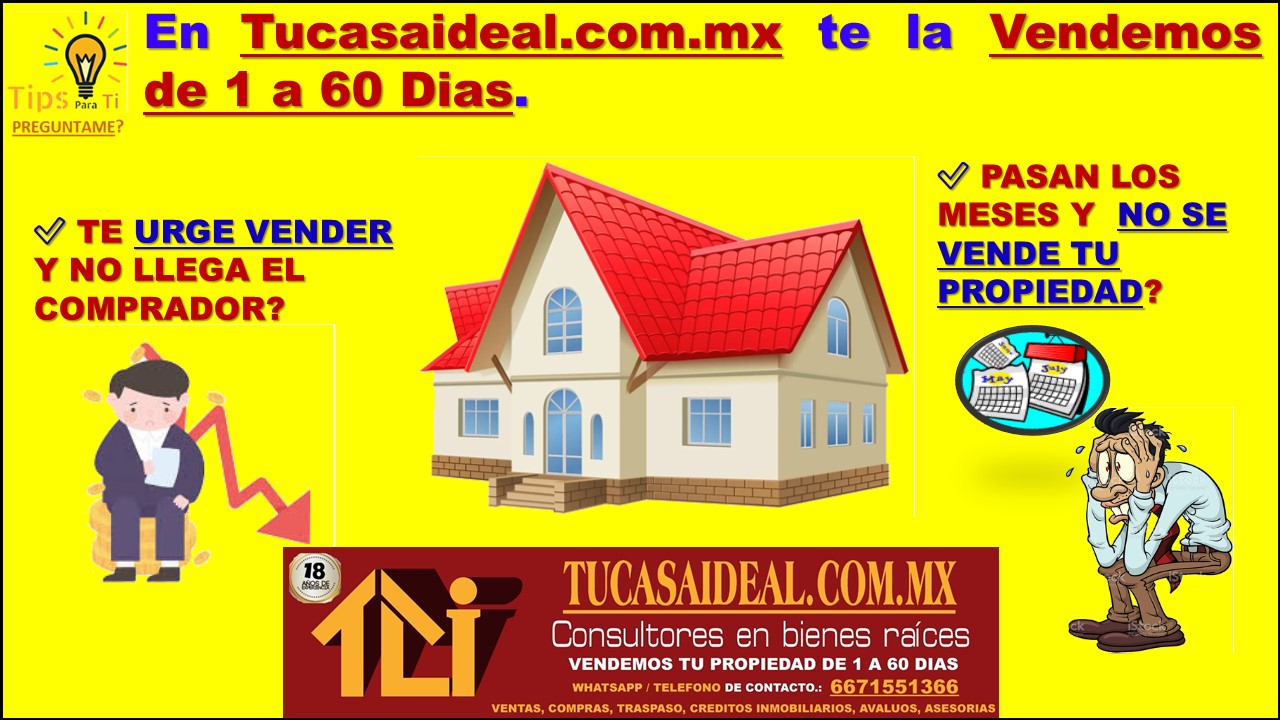 En Tucasaideal.com.mx te la Vendemos
de 1 a 60 Dias.
Tips Para Ti
PREGUNTAME?
✓ TE URGE VENDER
Y NO LLEGA EL
COMPRADOR?
✓ PASAN LOS
MESES Y NO SE
VENDE TU
PROPIEDAD?
May
July
iStock
18
AÑOS DE
EXPERIENCIA
TLi
TUCASAIDEAL.COM.MX
Consultores en bienes raíces
VENDEMOS TU PROPIEDAD DE 1 A 60 DIAS
WHATSAPP / TELEFONO DE CONTACTO.: 6671551366
VENTAS, COMPRAS, TRASPASO, CREDITOS INMOBILIARIOS, AVALUOS, ASESORIAS